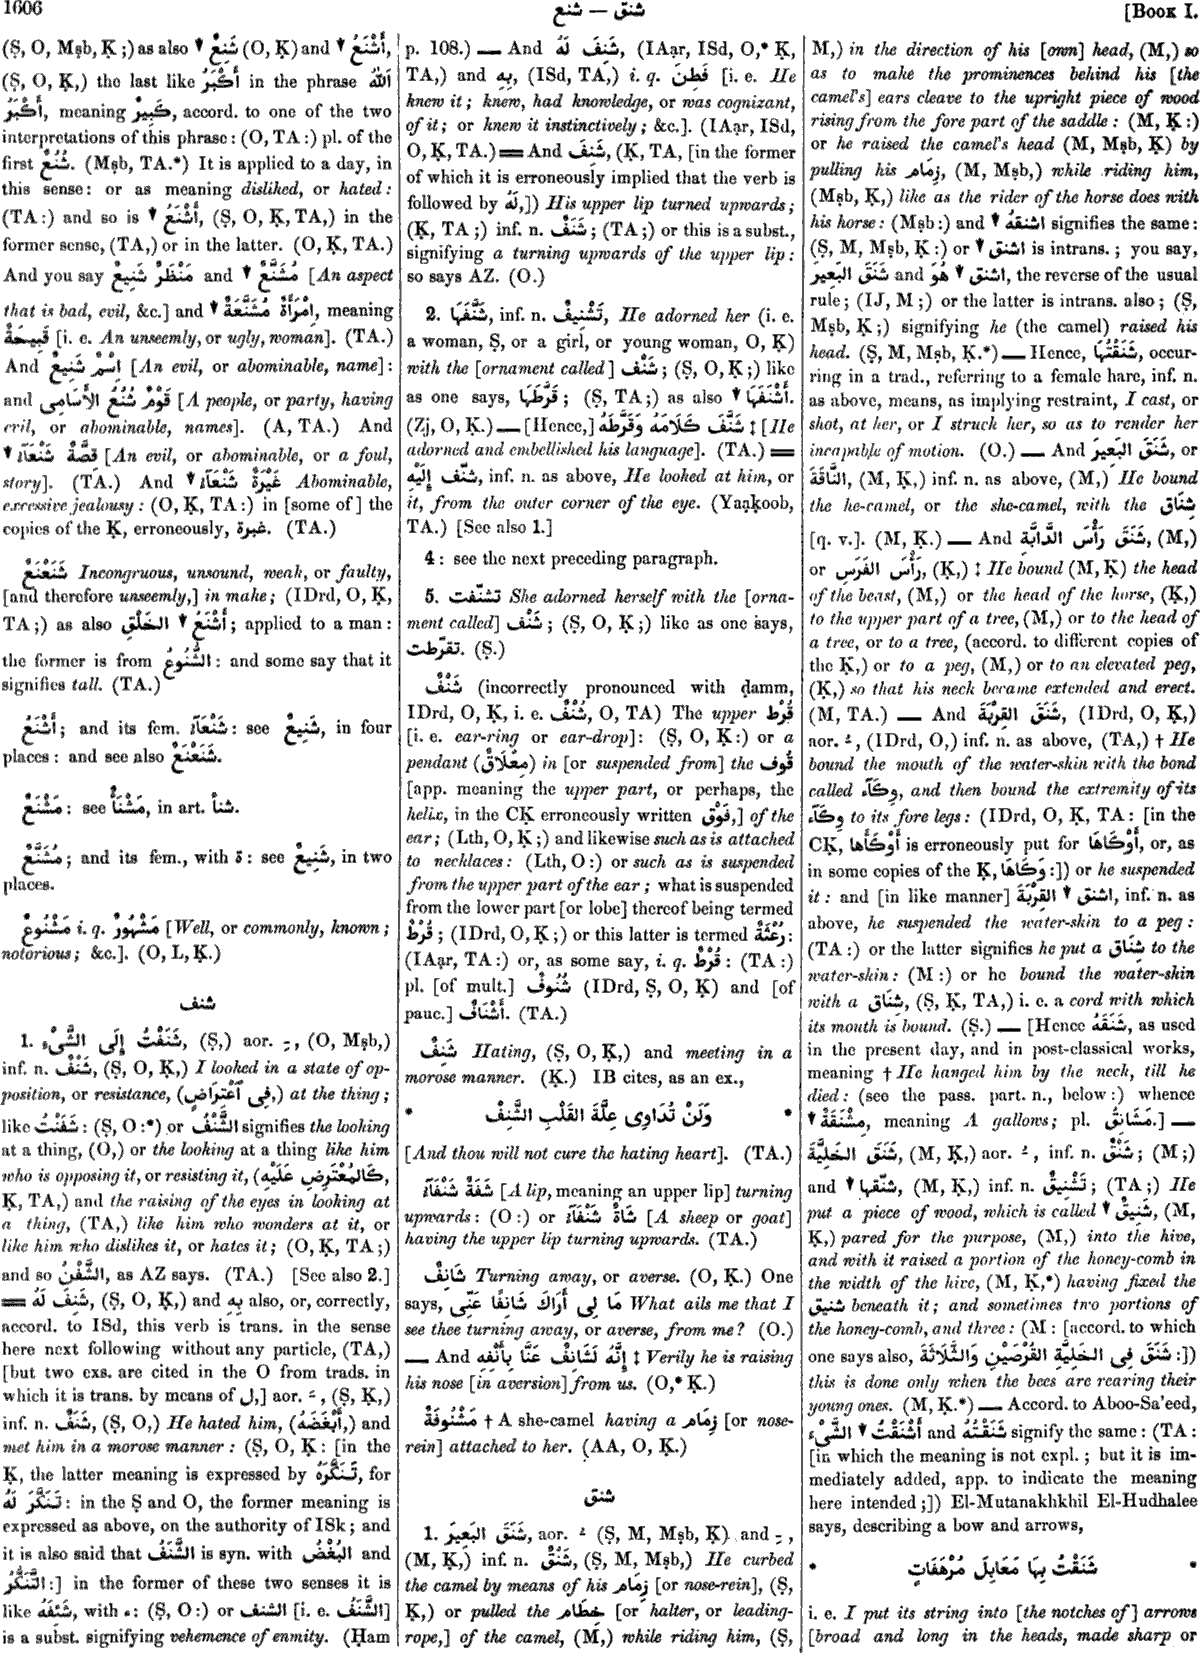 1606
شنع — شنق
[Book I.
(Ṣ, O, Mṣb, Ḳ;) as also ▼ شَنِعٌ (O, Ḳ) and ▼ أَشْنَعُ,
(Ṣ, O, Ḳ,) the last like أَكْبَرُ in the phrase اَللّٰهُ
أَكْبَرُ, meaning كَبِيرٌ, accord. to one of the two
interpretations of this phrase: (O, TA:) pl. of the
first شُنُعٌ. (Mṣb, TA.*) It is applied to a day, in
this sense: or as meaning disliked, or hated:
(TA:) and so is ▼ أَشْنَعُ, (Ṣ, O, Ḳ, TA,) in the
former sense, (TA,) or in the latter. (O, Ḳ, TA.)
And you say مَنْظَرٌ شَنِيعٌ and ▼ مُشَنَّعٌ [An aspect
that is bad, evil, &c.] and ▼ اِمْرَأَةٌ مُشَنَّعَةٌ, meaning
قَبِيحَةٌ [i. e. An unseemly, or ugly, woman]. (TA.)
And اِسْمٌ شَنِيعٌ [An evil, or abominable, name]:
and قَوْمٌ شُنُعُ الأَسَامِى [A people, or party, having
evil, or abominable, names]. (A, TA.) And
▼ قِصَّةٌ شَنْعَآءُ [An evil, or abominable, or a foul,
story]. (TA.) And ▼ غَيْرَةٌ شَنْعَآءُ Abominable,
excessive jealousy: (O, Ḳ, TA:) in [some of] the
copies of the Ḳ, erroneously, غبرة. (TA.)
شَنَعْنَعٌ Incongruous, unsound, weak, or faulty,
[and therefore unseemly,] in make; (IDrd, O, Ḳ,
TA;) as also ▼ أَشْنَعُ الخَلْقِ; applied to a man:
the former is from الشُّنُوعُ: and some say that it
signifies tall. (TA.)
أَشْنَعُ; and its fem. شَنْعَآءُ: see شَنِيعٌ, in four
places: and see also شَنَعْنَعٌ.
مَشْنَعٌ: see مَشْنَأٌ, in art. شنأ.
مُشَنَّعٌ; and its fem., with ة: see شَنِيعٌ, in two
places.
مَشْنُوعٌ i. q. مَشْهُورٌ [Well, or commonly, known;
notorious; &c.]. (O, L, Ḳ.)
شنف
1. شَنَفْتُ إِلَى الشَّىْءِ, (Ṣ,) aor. ـِ, (O, Mṣb,)
inf. n. شَنْفٌ, (Ṣ, O, Ḳ,) I looked in a state of op-
position, or resistance, (فِى ٱعْتِرَاضٍ,) at the thing;
like شَفَنْتُ: (Ṣ, O:*) or الشَّنْفُ signifies the looking
at a thing, (O,) or the looking at a thing like him
who is opposing it, or resisting it, (كَالمُعْتَرِضِ عَلَيْهِ,
Ḳ, TA,) and the raising of the eyes in looking at
a thing, (TA,) like him who wonders at it, or
like him who dislikes it, or hates it; (O, Ḳ, TA;)
and so الشَّفْنُ, as AZ says. (TA.) [See also 2.]
═ شَنِفَ لَهُ, (Ṣ, O, Ḳ,) and بِهِ also, or, correctly,
accord. to ISd, this verb is trans. in the sense
here next following without any particle, (TA,)
[but two exs. are cited in the O from trads. in
which it is trans. by means of ل,] aor. ـَ, (Ṣ, Ḳ,)
inf. n. شَنَفٌ, (Ṣ, O,) He hated him, (أَبْغَضَهُ,) and
met him in a morose manner: (Ṣ, O, Ḳ: [in the
Ḳ, the latter meaning is expressed by تَنَكَّرَهُ, for
تَنَكَّرَ لَهُ: in the Ṣ and O, the former meaning is
expressed as above, on the authority of ISk; and
it is also said that الشَّنَفُ is syn. with البُغْضُ and
التَّنَكُّرُ:] in the former of these two senses it is
like شَئِفَهُ, with ء: (Ṣ, O:) or الشنف [i. e. الشَّنَفُ]
is a subst. signifying vehemence of enmity. (Ḥam
p. 108.) — And شَنِفَ لَهُ, (IAạr, ISd, O,* Ḳ,
TA,) and بِهِ, (ISd, TA,) i. q. فَطِنَ [i. e. He
knew it; knew, had knowledge, or was cognizant,
of it; or knew it instinctively; &c.]. (IAạr, ISd,
O, Ḳ, TA.) ═ And شَنِفَ, (Ḳ, TA, [in the former
of which it is erroneously implied that the verb is
followed by لَهُ,]) His upper lip turned upwards;
(Ḳ, TA;) inf. n. شَنَفٌ; (TA;) or this is a subst.,
signifying a turning upwards of the upper lip:
so says AZ. (O.)
2. شَنَّفَهَا, inf. n. تَشْنِيفٌ, He adorned her (i. e.
a woman, Ṣ, or a girl, or young woman, O, Ḳ)
with the [ornament called] شَنْف; (Ṣ, O, Ḳ;) like
as one says, قَرَّطَهَا; (Ṣ, TA;) as also ▼ أَشْنَفَهَا.
(Zj, O, Ḳ.) — [Hence,] شَنَّفَ كَلَامَهُ وَقَرَّطَهُ ‡ [He
adorned and embellished his language]. (TA.) ═
شنّف إِلَيْهِ, inf. n. as above, He looked at him, or
it, from the outer corner of the eye. (Yaạḳoob,
TA.) [See also 1.]
4: see the next preceding paragraph.
5. تشنّفت She adorned herself with the [orna-
ment called] شَنْف; (Ṣ, O, Ḳ;) like as one says,
تقرّطت. (Ṣ.)
شَنْفٌ (incorrectly pronounced with ḍamm,
IDrd, O, Ḳ, i. e. شُنْفٌ, O, TA) The upper قُرْط
[i. e. ear-ring or ear-drop]: (Ṣ, O, Ḳ:) or a
pendant (مِعْلَاقٌ) in [or suspended from] the قُوف
[app. meaning the upper part, or perhaps, the
helix, in the CḲ erroneously written فَوْق,] of the
ear; (Lth, O, Ḳ;) and likewise such as is attached
to necklaces: (Lth, O:) or such as is suspended
from the upper part of the ear; what is suspended
from the lower part [or lobe] thereof being termed
قُرْطٌ; (IDrd, O, Ḳ;) or this latter is termed رُعْثَةٌ:
(IAạr, TA:) or, as some say, i. q. قُرْطٌ: (TA:)
pl. [of mult.] شُنُوفٌ (IDrd, Ṣ, O, Ḳ) and [of
pauc.] أَشْنَافٌ. (TA.)
شَنِفٌ Hating, (Ṣ, O, Ḳ,) and meeting in a
morose manner. (Ḳ.) IB cites, as an ex.,
* وَلَنْ تُدَاوِى عِلَّةَ القَلْبِ الشَّنِفْ *
[And thou will not cure the hating heart]. (TA.)
شَفَةٌ شَنْفَآءُ [A lip, meaning an upper lip] turning
upwards: (O:) or شَاةٌ شَنْفَآءُ [A sheep or goat]
having the upper lip turning upwards. (TA.)
شَانِفٌ Turning away, or averse. (O, Ḳ.) One
says, مَا لِى أَرَاكَ شَانِفًا عَنِّى What ails me that I
see thee turning away, or averse, from me? (O.)
— And إِنَّهُ لَشَانِفٌ عَنَّا بِأَنْفِهِ ‡ Verily he is raising
his nose [in aversion] from us. (O,* Ḳ.)
مَشْنُوفَةٌ † A she-camel having a زِمَام [or nose-
rein] attached to her. (AA, O, Ḳ.)
شنق
1. شَنَقَ البَعِيرَ, aor. ـُ (Ṣ, M, Mṣb, Ḳ) and ـِ,
(M, Ḳ,) inf. n. شَنْقٌ, (Ṣ, M, Mṣb,) He curbed
the camel by means of his زِمَام [or nose-rein], (Ṣ,
Ḳ,) or pulled the خِطَام [or halter, or leading-
rope,] of the camel, (M,) while riding him, (Ṣ,
M,) in the direction of his [own] head, (M,) so
as to make the prominences behind his [the
camel's] ears cleave to the upright piece of wood
rising from the fore part of the saddle: (M, Ḳ:)
or he raised the camel's head (M, Mṣb, Ḳ) by
pulling his زِمَام, (M, Mṣb,) while riding him,
(Mṣb, Ḳ,) like as the rider of the horse does with
his horse: (Mṣb:) and ▼ اشنقهُ signifies the same:
(Ṣ, M, Mṣb, Ḳ:) or ▼ اشنق is intrans.; you say,
شَنَقَ البَعِيرَ and ▼ اشنق هُوَ, the reverse of the usual
rule; (IJ, M;) or the latter is intrans. also; (Ṣ,
Mṣb, Ḳ;) signifying he (the camel) raised his
head. (Ṣ, M, Mṣb, Ḳ.*) — Hence, شَنَقْتُهَا, occur-
ring in a trad., referring to a female hare, inf. n.
as above, means, as implying restraint, I cast, or
shot, at her, or I struck her, so as to render her
incapable of motion. (O.) — And شَنَقَ البَعِيرَ, or
النَّاقَةَ, (M, Ḳ,) inf. n. as above, (M,) He bound
the he-camel, or the she-camel, with the شِنَاق
[q. v.]. (M, Ḳ.) — And شَنَقَ رَأْسَ الدَّابَّةِ, (M,)
or رَأْسَ الفَرَسِ, (Ḳ,) ‡ He bound (M, Ḳ) the head
of the beast, (M,) or the head of the horse, (Ḳ,)
to the upper part of a tree, (M,) or to the head of
a tree, or to a tree, (accord. to different copies of
the Ḳ,) or to a peg, (M,) or to an elevated peg,
(Ḳ,) so that his neck became extended and erect.
(M, TA.) — And شَنَقَ القِرْبَةَ, (IDrd, O, Ḳ,)
aor. ـُ, (IDrd, O,) inf. n. as above, (TA,) † He
bound the mouth of the water-skin with the bond
called وِكَآء, and then bound the extremity of its
وِكَآء to its fore legs: (IDrd, O, Ḳ, TA: [in the
CḲ, أَوْكَاهَا is erroneously put for أَوْكَأَهَا, or, as
in some copies of the Ḳ, وَكَاهَا:]) or he suspended
it: and [in like manner] ▼ اشنق القِرْبَةَ, inf. n. as
above, he suspended the water-skin to a peg:
(TA:) or the latter signifies he put a شِنَاق to the
water-skin: (M:) or he bound the water-skin
with a شِنَاق, (Ṣ, Ḳ, TA,) i. e. a cord with which
its mouth is bound. (Ṣ.) — [Hence شَنَقَهُ, as used
in the present day, and in post-classical works,
meaning † He hanged him by the neck, till he
died: (see the pass. part. n., below:) whence
▼ مِشْنَقَةٌ, meaning A gallows; pl. مَشَانِقُ.] —
شَنَقَ الخَلِيَّةَ, (M, Ḳ,) aor. ـُ, inf. n. شَنْقٌ; (M;)
and ▼ شنّقها, (M, Ḳ,) inf. n. تَشْنِيقٌ; (TA;) He
put a piece of wood, which is called ▼ شَنِيقٌ, (M,
Ḳ,) pared for the purpose, (M,) into the hive,
and with it raised a portion of the honey-comb in
the width of the hive, (M, Ḳ,*) having fixed the
شنيق beneath it; and sometimes two portions of
the honey-comb, and three: (M: [accord. to which
one says also, شَنَقَ فِى الخَلِيَّةِ القُرْصَيْنِ وَالثَّلَاثَةَ:])
this is done only when the bees are rearing their
young ones. (M, Ḳ.*) — Accord. to Aboo-Sa'eed,
▼ أَشْنَقْتُ الشَّىْءَ and شَنَقْتُهُ signify the same: (TA:
[in which the meaning is not expl.; but it is im-
mediately added, app. to indicate the meaning
here intended;]) El-Mutanakhkhil El-Hudhalee
says, describing a bow and arrows,
* شَنَقْتُ بِهَا مَعَابِلَ مُرْهَفَاتٍ *
i. e. I put its string into [the notches of] arrows
[broad and long in the heads, made sharp or